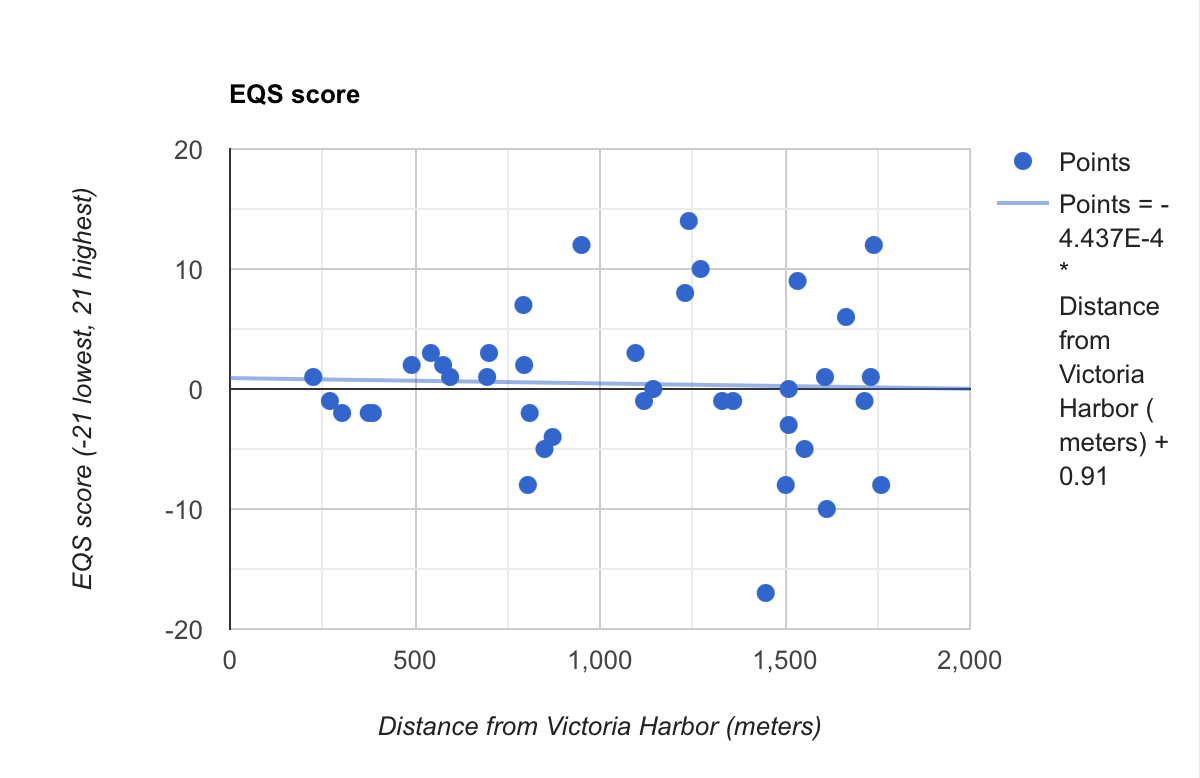 EQS score
EQS score (-21 lowest, 21 highest)
20
10
0
-10
-20
0
500
1,000
1,500
2,000
Distance from Victoria Harbor (meters)
Points
Points = -
4.437E-4
*
Distance
from
Victoria
Harbor (
meters) +
0.91